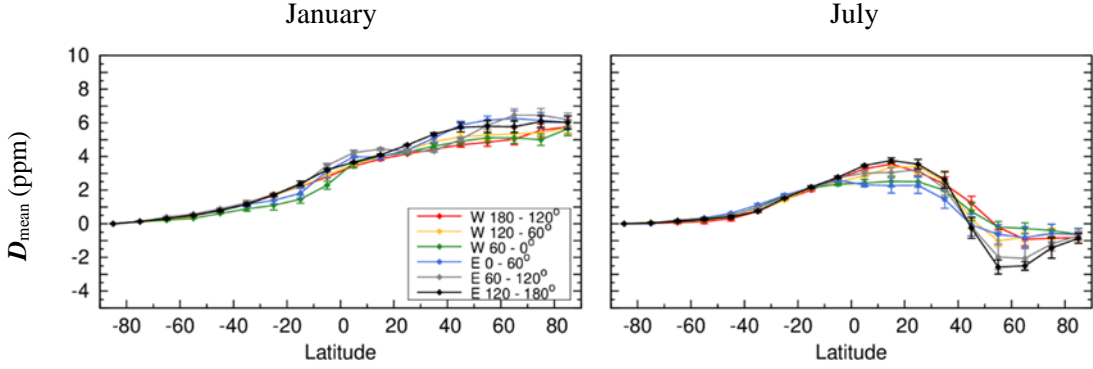 January
July
D mean (ppm)
10
8
6
4
2
0
-2
-4
W 180 - 120°
W 120 - 60°
W 60 - 0°
E 0 - 60°
E 60 - 120°
E 120 - 180°
-80 -60 -40 -20 0 20 40 60 80
-80 -60 -40 -20 0 20 40 60 80
Latitude
Latitude